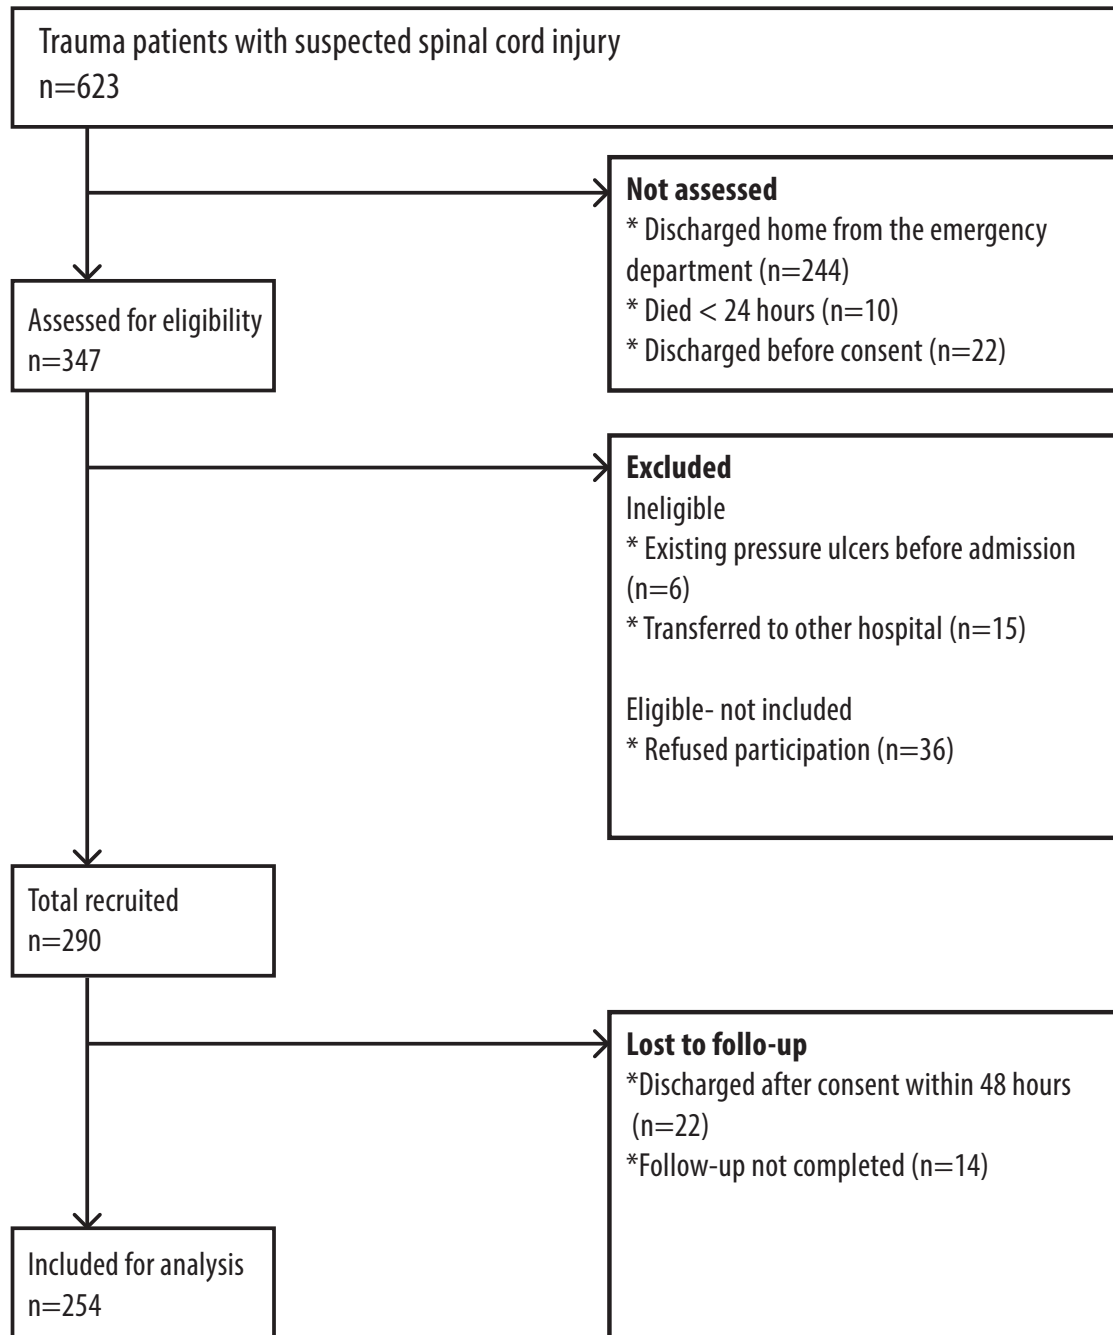 Trauma patients with suspected spinal cord injury
n=623
Not assessed
* Discharged home from the emergency
department (n=244)
* Died < 24 hours (n=10)
* Discharged before consent (n=22)
Assessed for eligibility
n=347
Excluded
Ineligible
* Existing pressure ulcers before admission
(n=6)
* Transferred to other hospital (n=15)
Eligible- not included
* Refused participation (n=36)
Total recruited
n=290
Lost to follo-up
*Discharged after consent within 48 hours
(n=22)
*Follow-up not completed (n=14)
Included for analysis
n=254